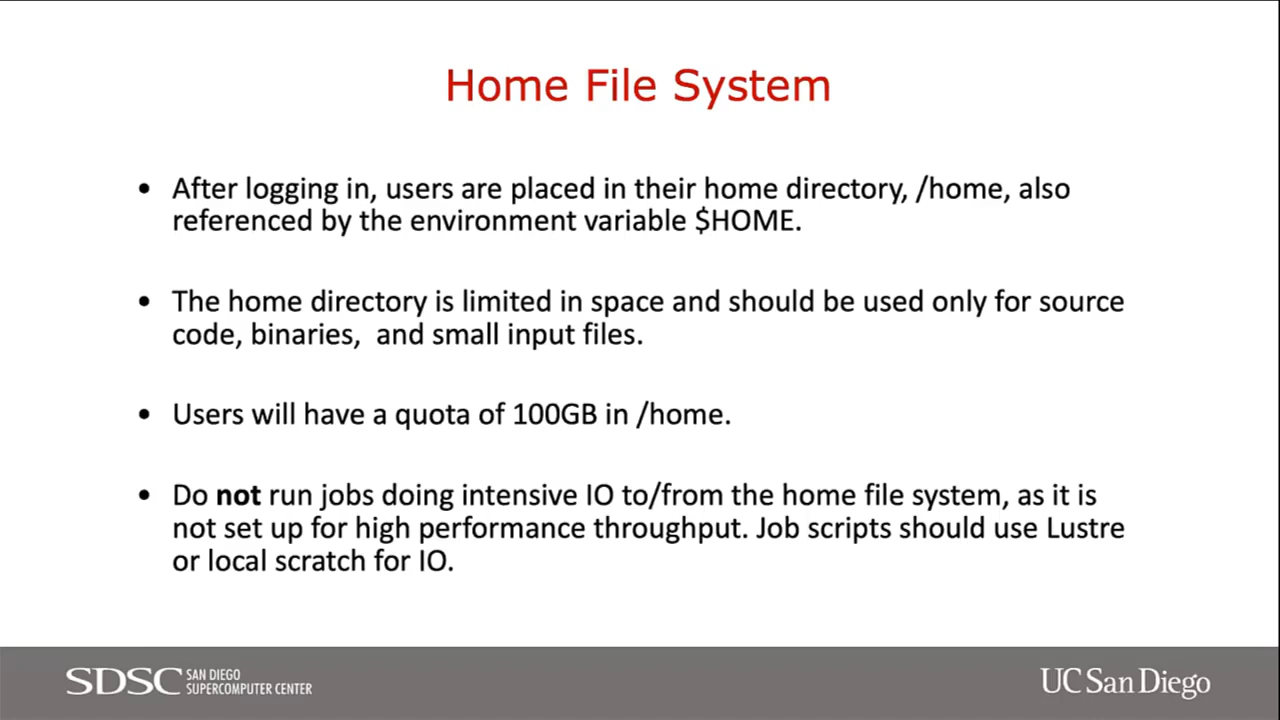 Home File System
• After logging in, users are placed in their home directory, /home, also
referenced by the environment variable $HOME.
• The home directory is limited in space and should be used only for source
code, binaries,  and small input files.
• Users will have a quota of 100GB in /home.
• Do not run jobs doing intensive IO to/from the home file system, as it is
not set up for high performance throughput. Job scripts should use Lustre
or local scratch for IO.
SDSC SAN DIEGO
SUPERCOMPUTER CENTER
UC San Diego